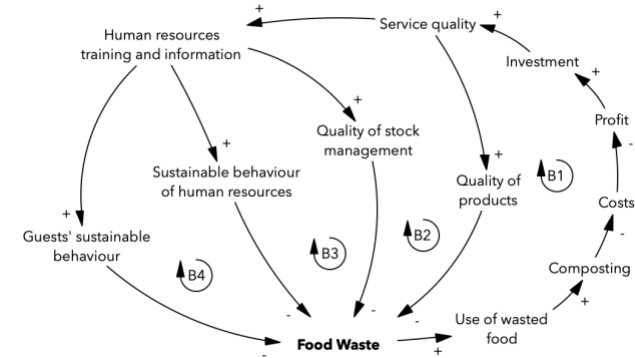 +
Service quality
+
Human resources
training and information
Investment
+
+
Quality of stock
management
Profit
-
+
Sustainable behaviour
of human resources
+
Quality of
products
B1
Costs
-
+
Guests' sustainable
behaviour
B4
B3
B2
Composting
+
-
-
-
Use of wasted
food
Food Waste
+
-